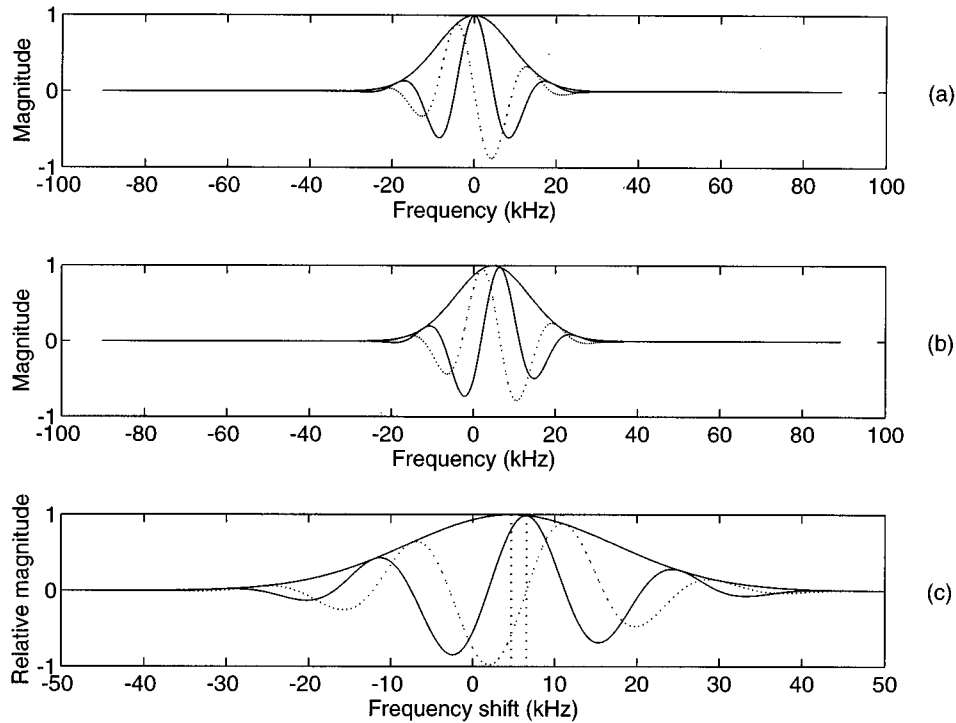 1
Magnitude
0
-1
-100 -80 -60 -40 -20 0 20 40 60 80 100
Frequency (kHz)
(a)
1
Magnitude
0
-1
-100 -80 -60 -40 -20 0 20 40 60 80 100
Frequency (kHz)
(b)
1
Relative magnitude
0
-1
-50 -40 -30 -20 -10 0 10 20 30 40 50
Frequency shift (kHz)
(c)